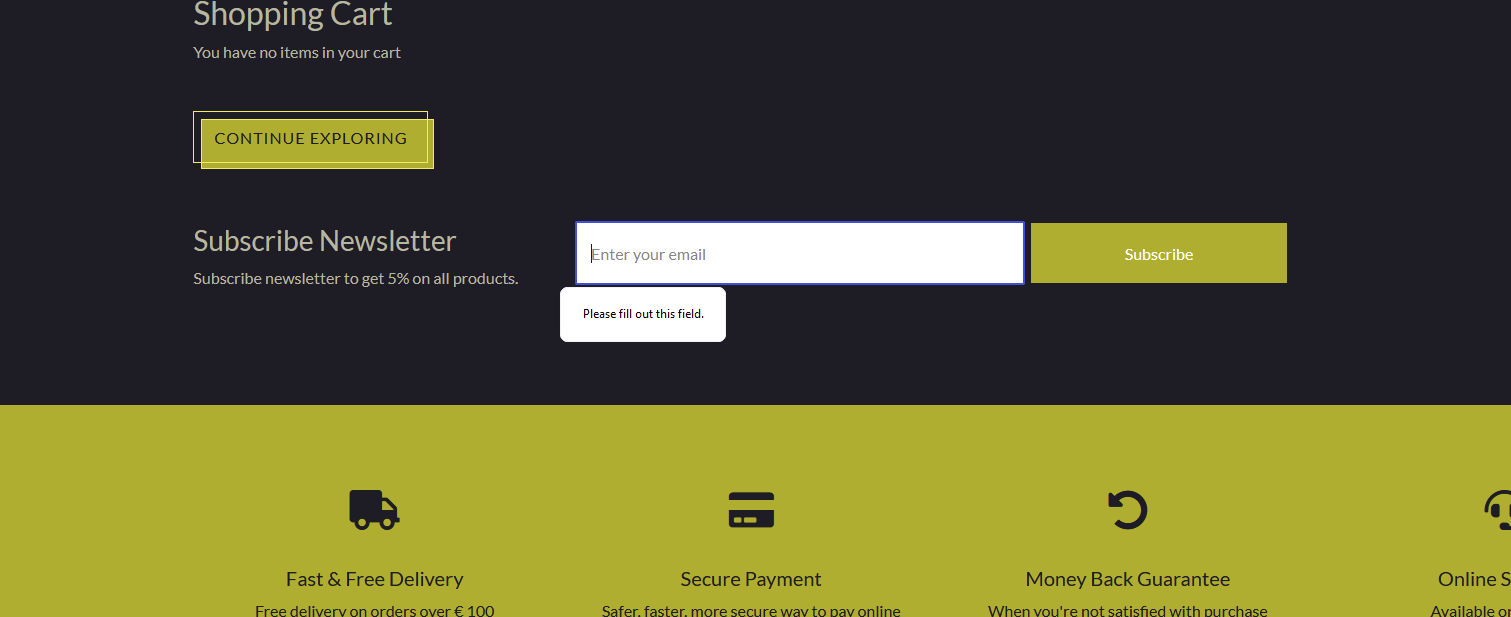 Shopping Cart
You have no items in your cart
CONTINUE EXPLORING
Subscribe Newsletter
Subscribe newsletter to get 5% on all products.
Enter your email
Subscribe
Please fill out this field.
Fast & Free Delivery
Free delivery on orders over € 100
Secure Payment
Safer, faster, more secure way to pay online
Money Back Guarantee
When you're not satisfied with purchase
Online
Available